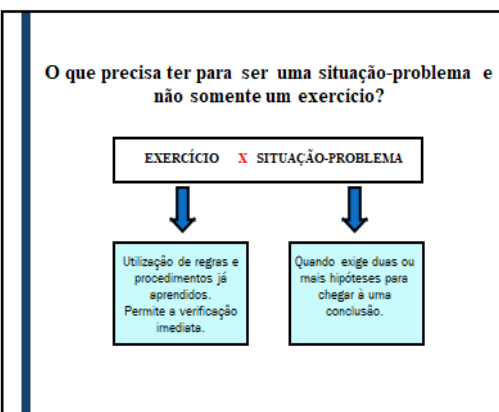 O que precisa ter para ser uma situação-problema e
não somente um exercício?
EXERCÍCIO X SITUAÇÃO-PROBLEMA
Utilização de regras e
procedimentos já
aprendidos.
Permite a verificação
imediata.
Quando exige duas ou
mais hipóteses para
chegar à uma
conclusão.